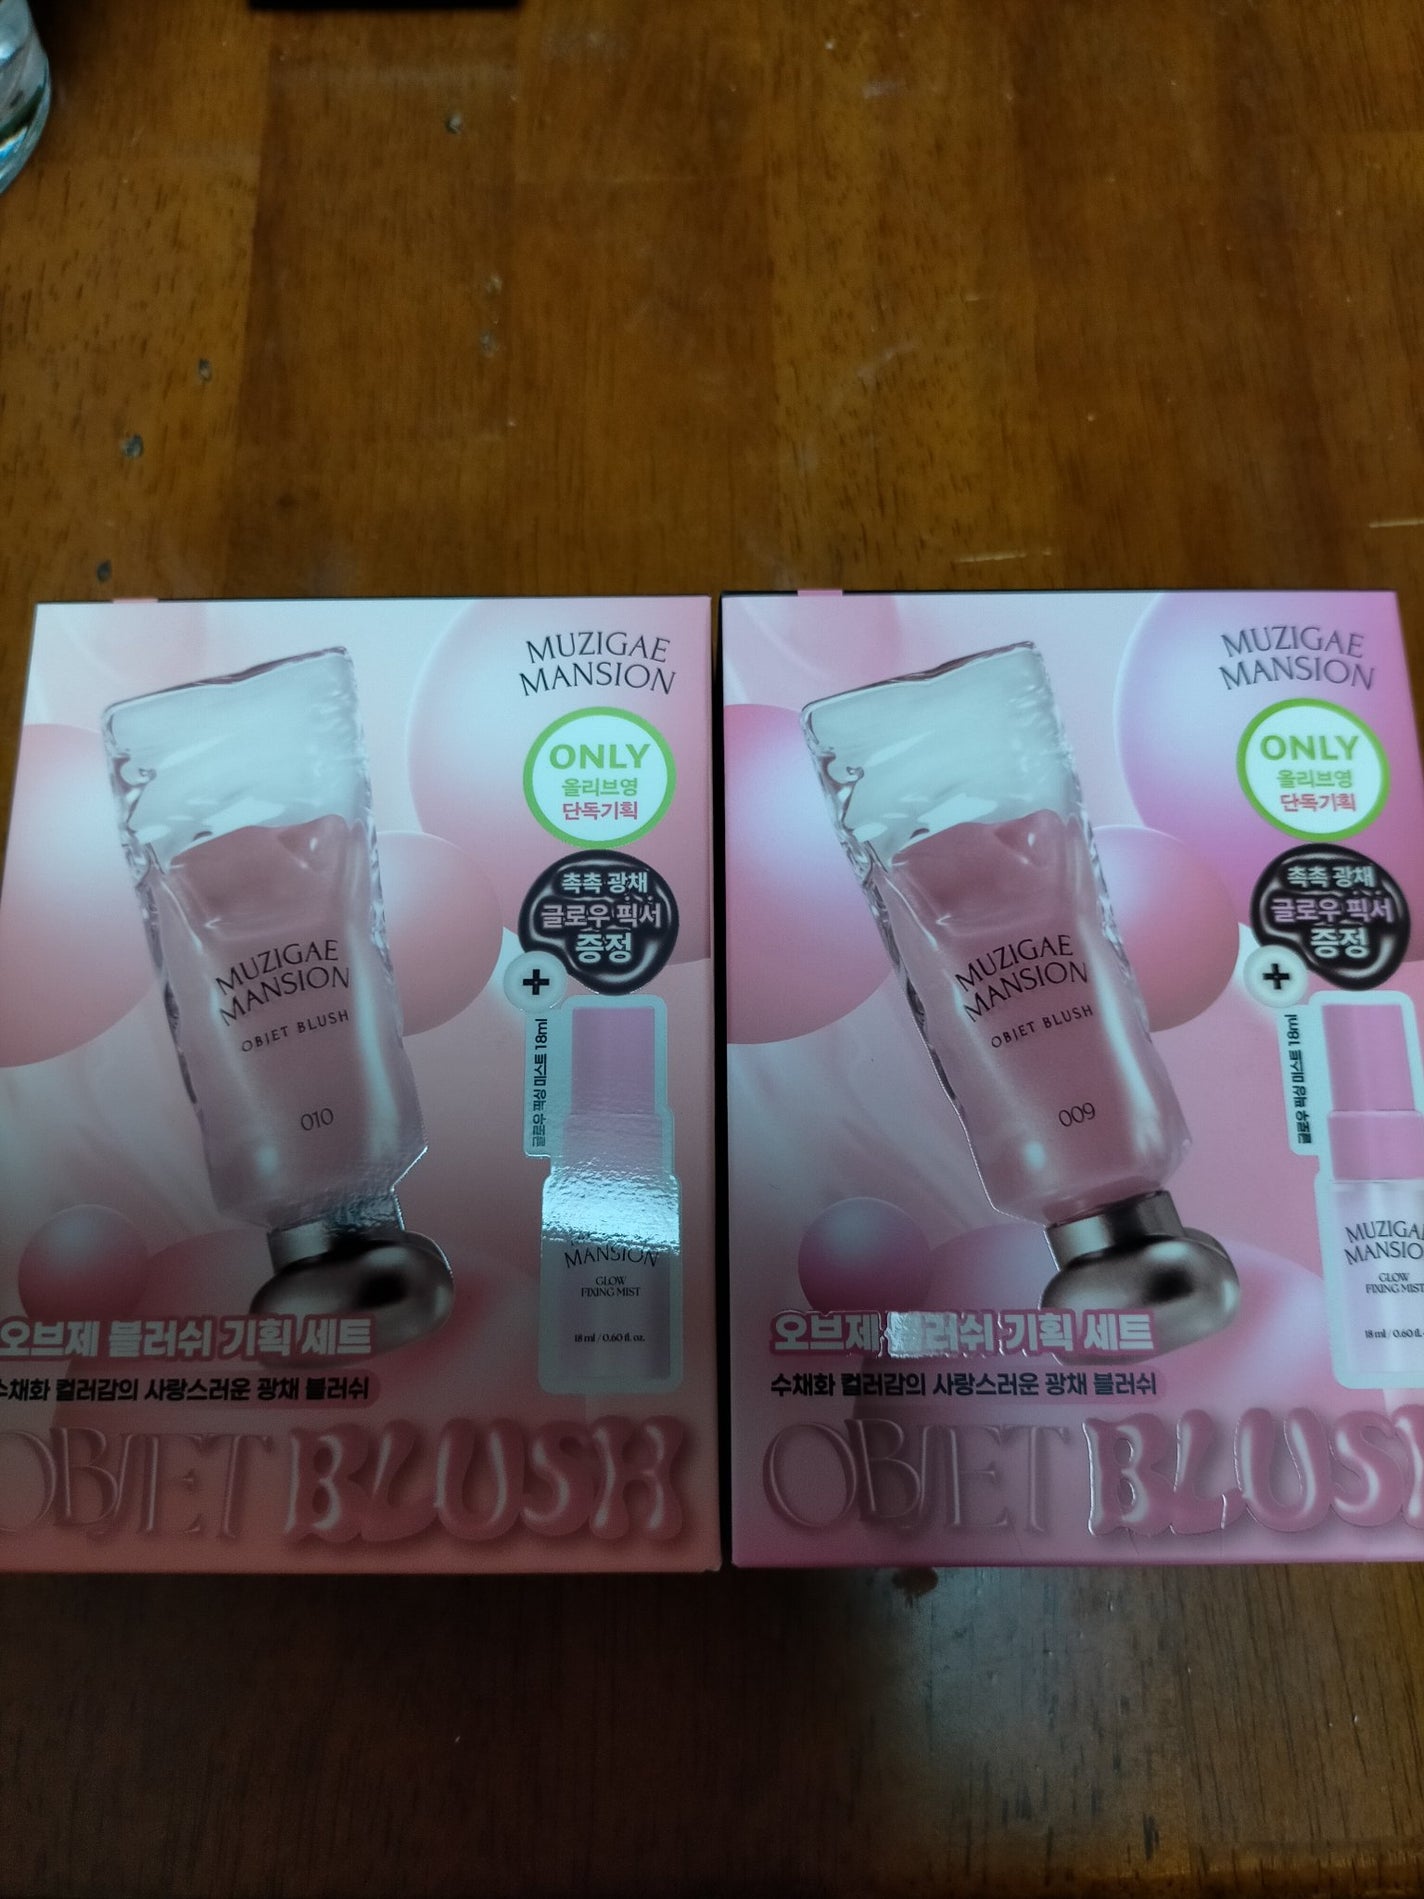 MUZIGAE
MANSION
ONLY
올리브영
단독기획
촉촉 광채
글로우 픽서
증정
+
글로우 픽싱 미스트 18ml
MUZIGAE
MANSION
OBJET BLUSH
010
MANSION
GLOW
FIXING MIST
18 ml / 0.60 fl. oz.
오브제 블러쉬 기획 세트
수채화 컬러감의 사랑스러운 광채 블러쉬
OBJET BLUSH
MUZIGAE
MANSION
ONLY
올리브영
단독기획
촉촉 광채
글로우 픽서
증정
+
글로우 픽싱 미스트 18ml
MUZIGAE
MANSION
OBJET BLUSH
009
MUZIGAE
MANSION
GLOW
FIXING MIST
18 ml / 0.60 fl.
오브제 블러쉬 기획 세트
수채화 컬러감의 사랑스러운 광채 블러쉬
OBJET BLUSH